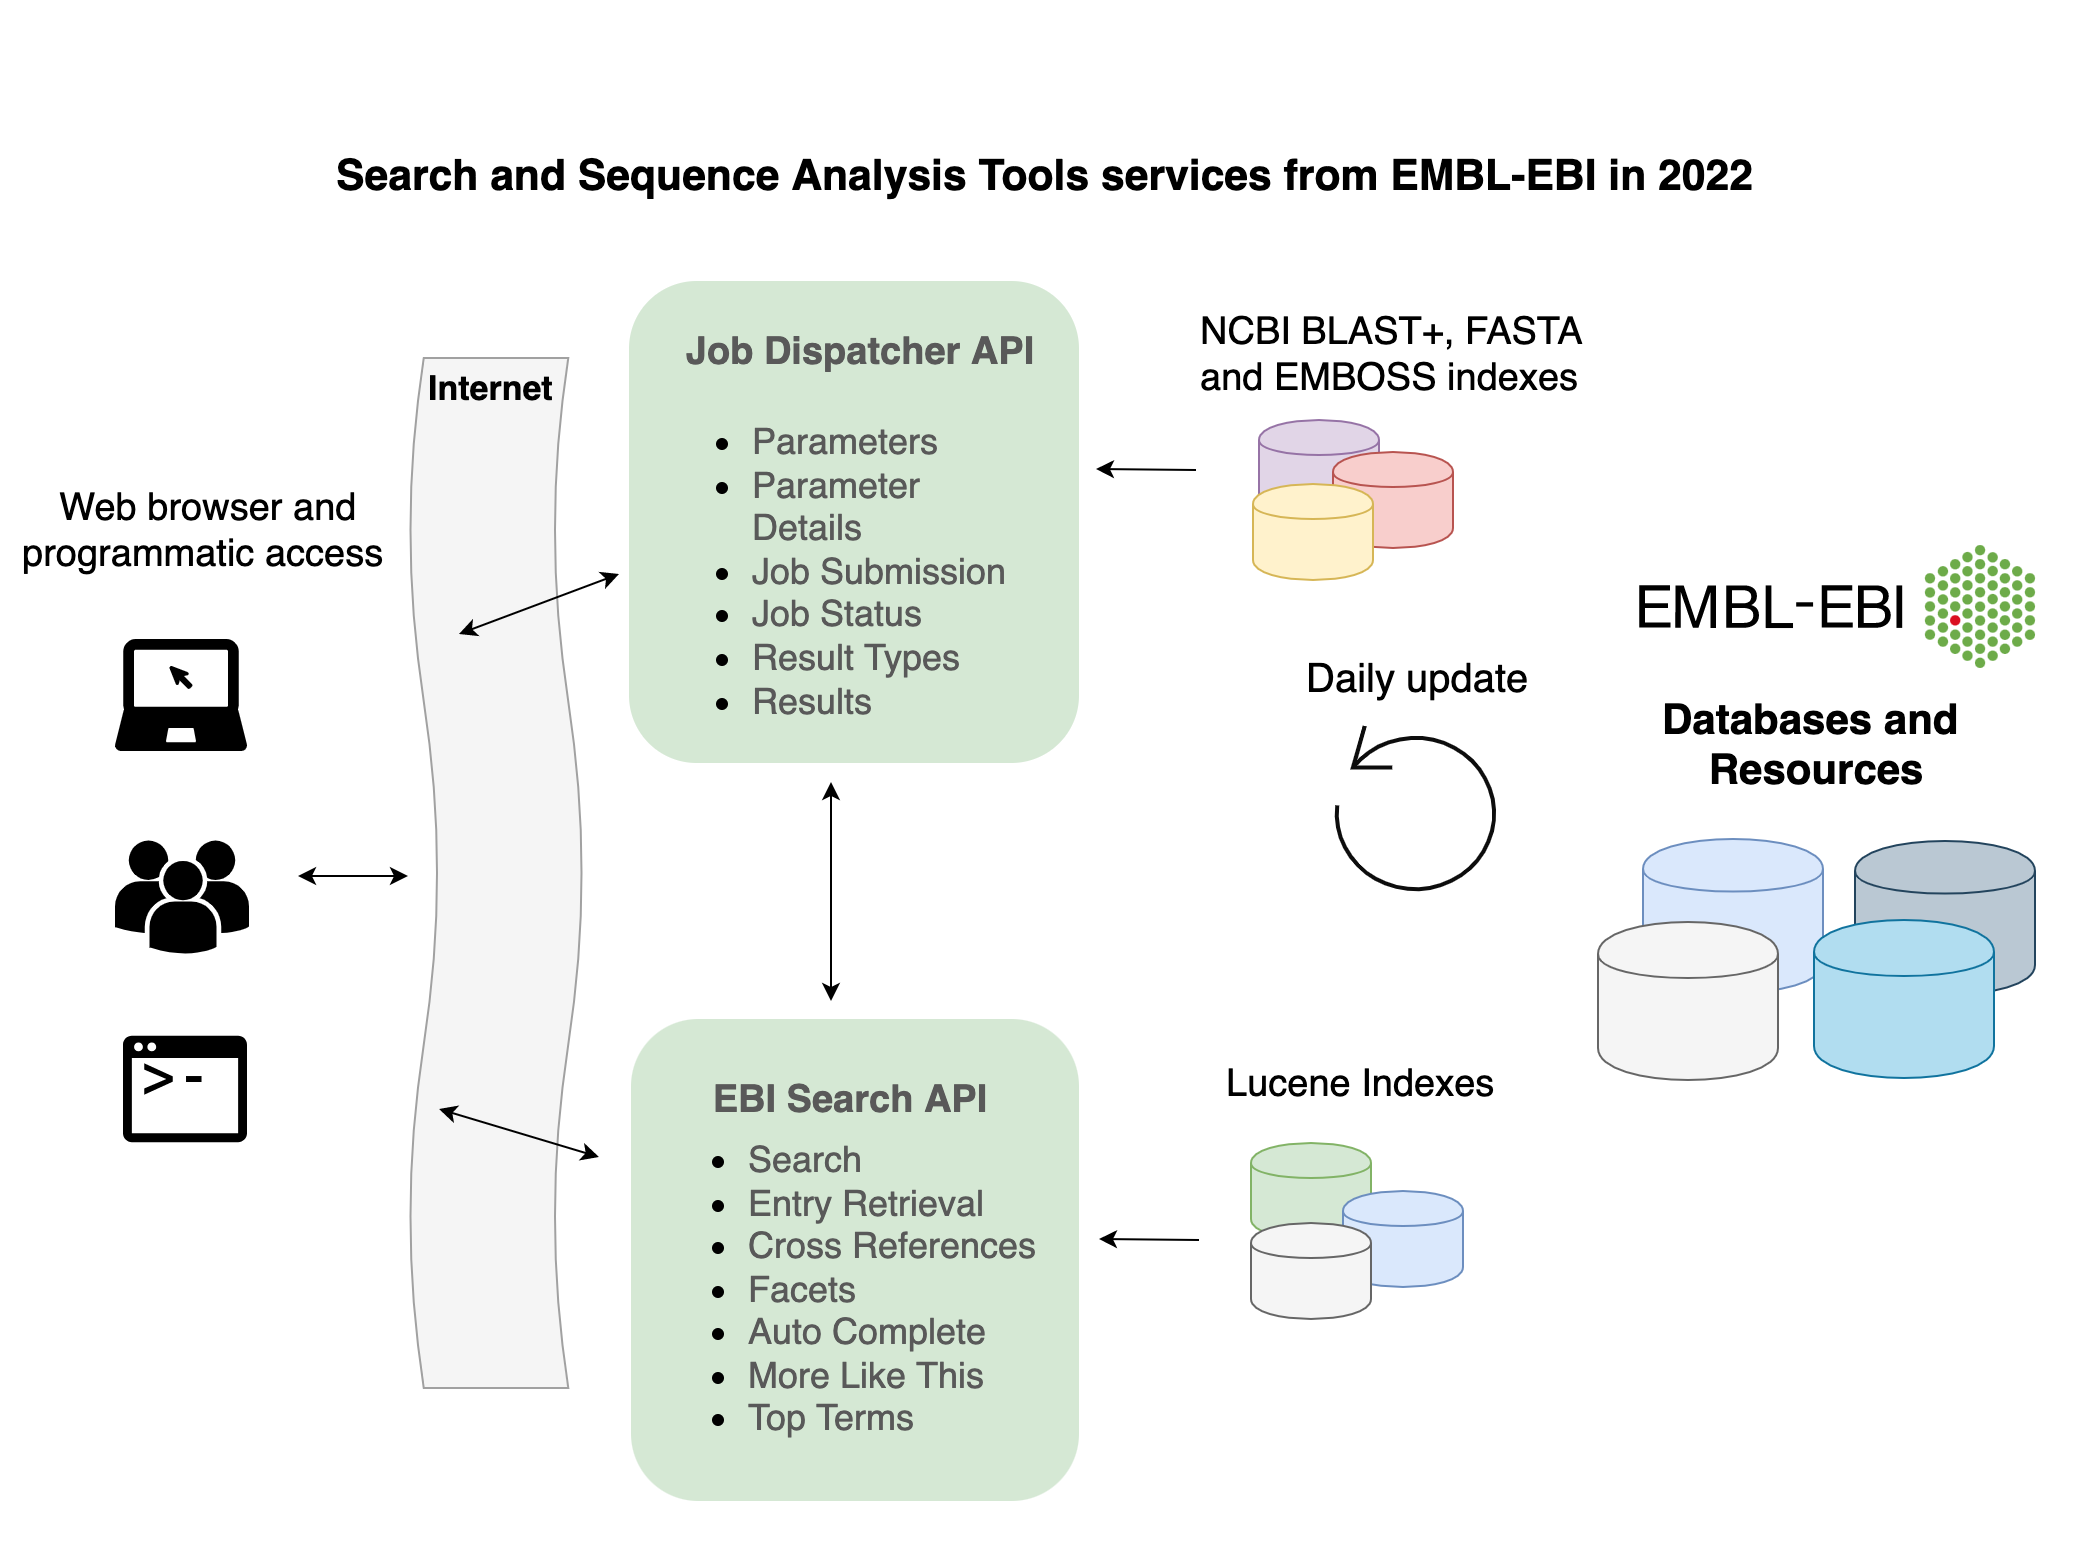 Search and Sequence Analysis Tools services from EMBL-EBI in 2022
Web browser and
programmatic access
>-
Internet
Job Dispatcher API
Parameters
Parameter
Details
Job Submission
Job Status
Result Types
Results
EBI Search API
Search
Entry Retrieval
Cross References
Facets
Auto Complete
More Like This
Top Terms
NCBI BLAST+, FASTA
and EMBOSS indexes
Daily update
Lucene Indexes
EMBL-EBI
Databases and
Resources